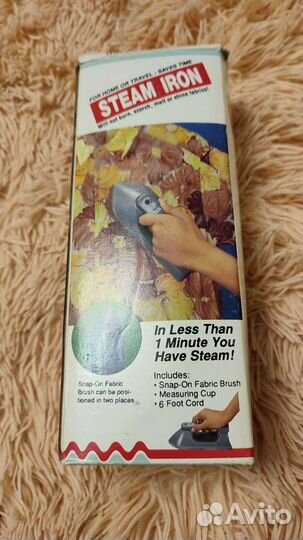 FOR HOME OR TRAVEL - SAVES TIME
STEAM IRON
Will not burn, scorch, melt or shine fabrics!
In Less Than
1 Minute You
Have Steam!
Snap-On Fabric
Brush can be posi-
tioned in two places
Includes:
• Snap-On Fabric Brush
• Measuring Cup
• 6 Foot Cord
Avito